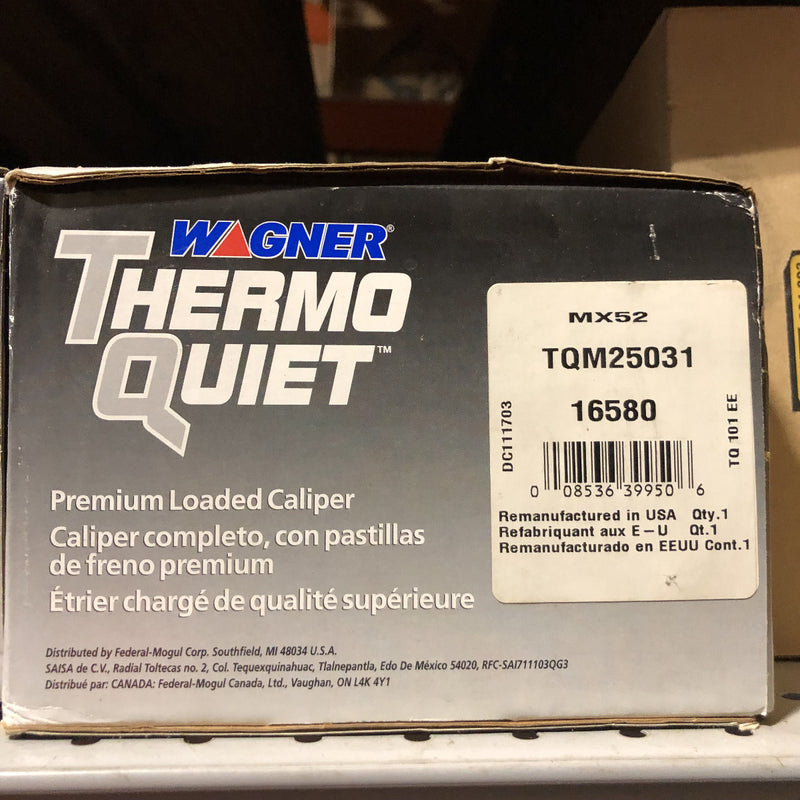 WAGNER®
THERMO
QUIET™
Premium Loaded Caliper
Caliper completo, con pastillas
de freno premium
Étrier chargé de qualité supérieure
Distributed by Federal-Mogul Corp. Southfield, MI 48034 U.S.A.
SAISA de C.V., Radial Toltecas no. 2, Col. Tequexquinahuac, Tlalnepantla, Edo De México 54020, RFC-SAI711103QG3
Distribué par: CANADA: Federal-Mogul Canada, Ltd., Vaughan, ON L4K 4Y1
MX52
TQM25031
16580
DC111703
TQ 101 EE
0 08536 39950 6
Remanufactured in USA Qty.1
Refabriquant aux E-U Qt.1
Remanufacturado en EEUU Cont.1